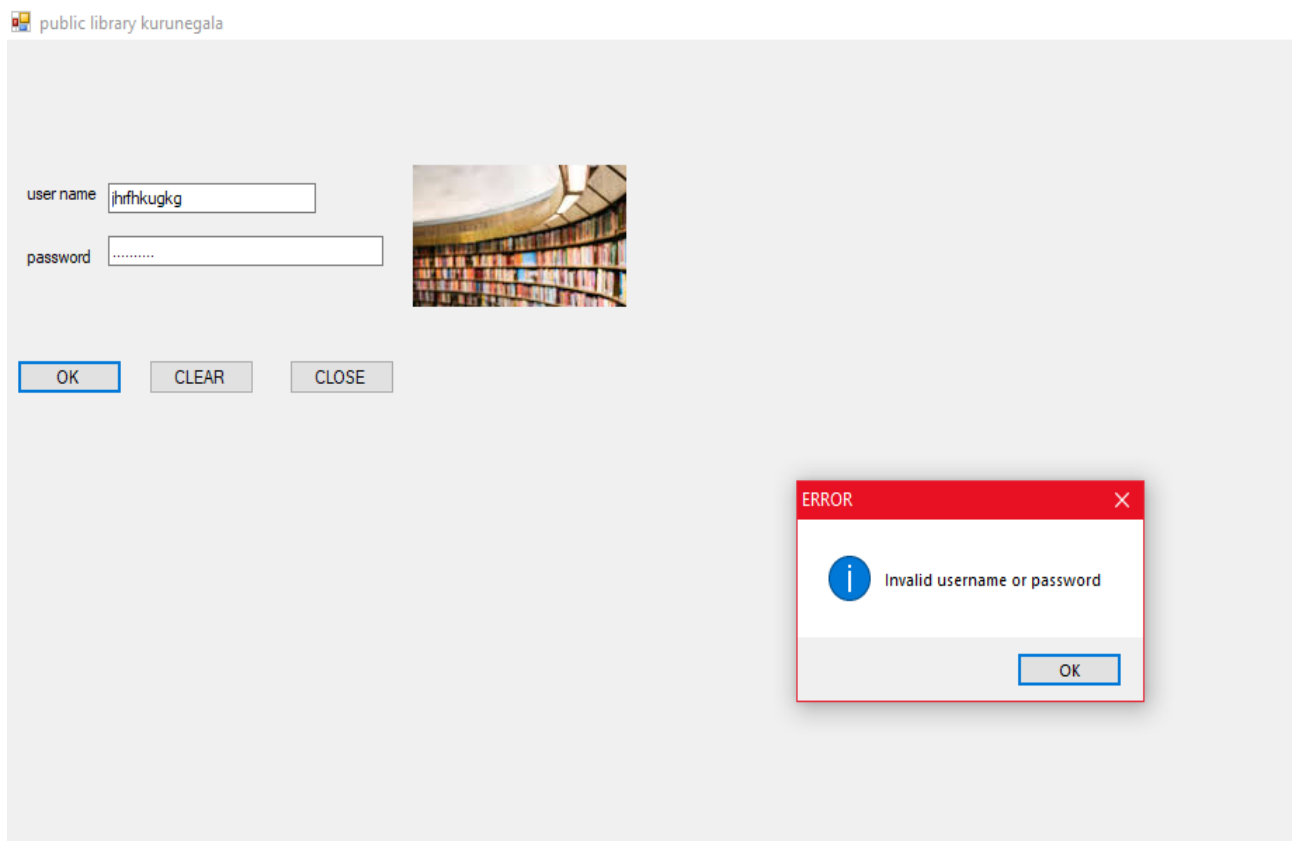 public library kurunegala
user name jhrfhkugkg
password ..........
OK CLEAR CLOSE
ERROR
Invalid username or password
OK